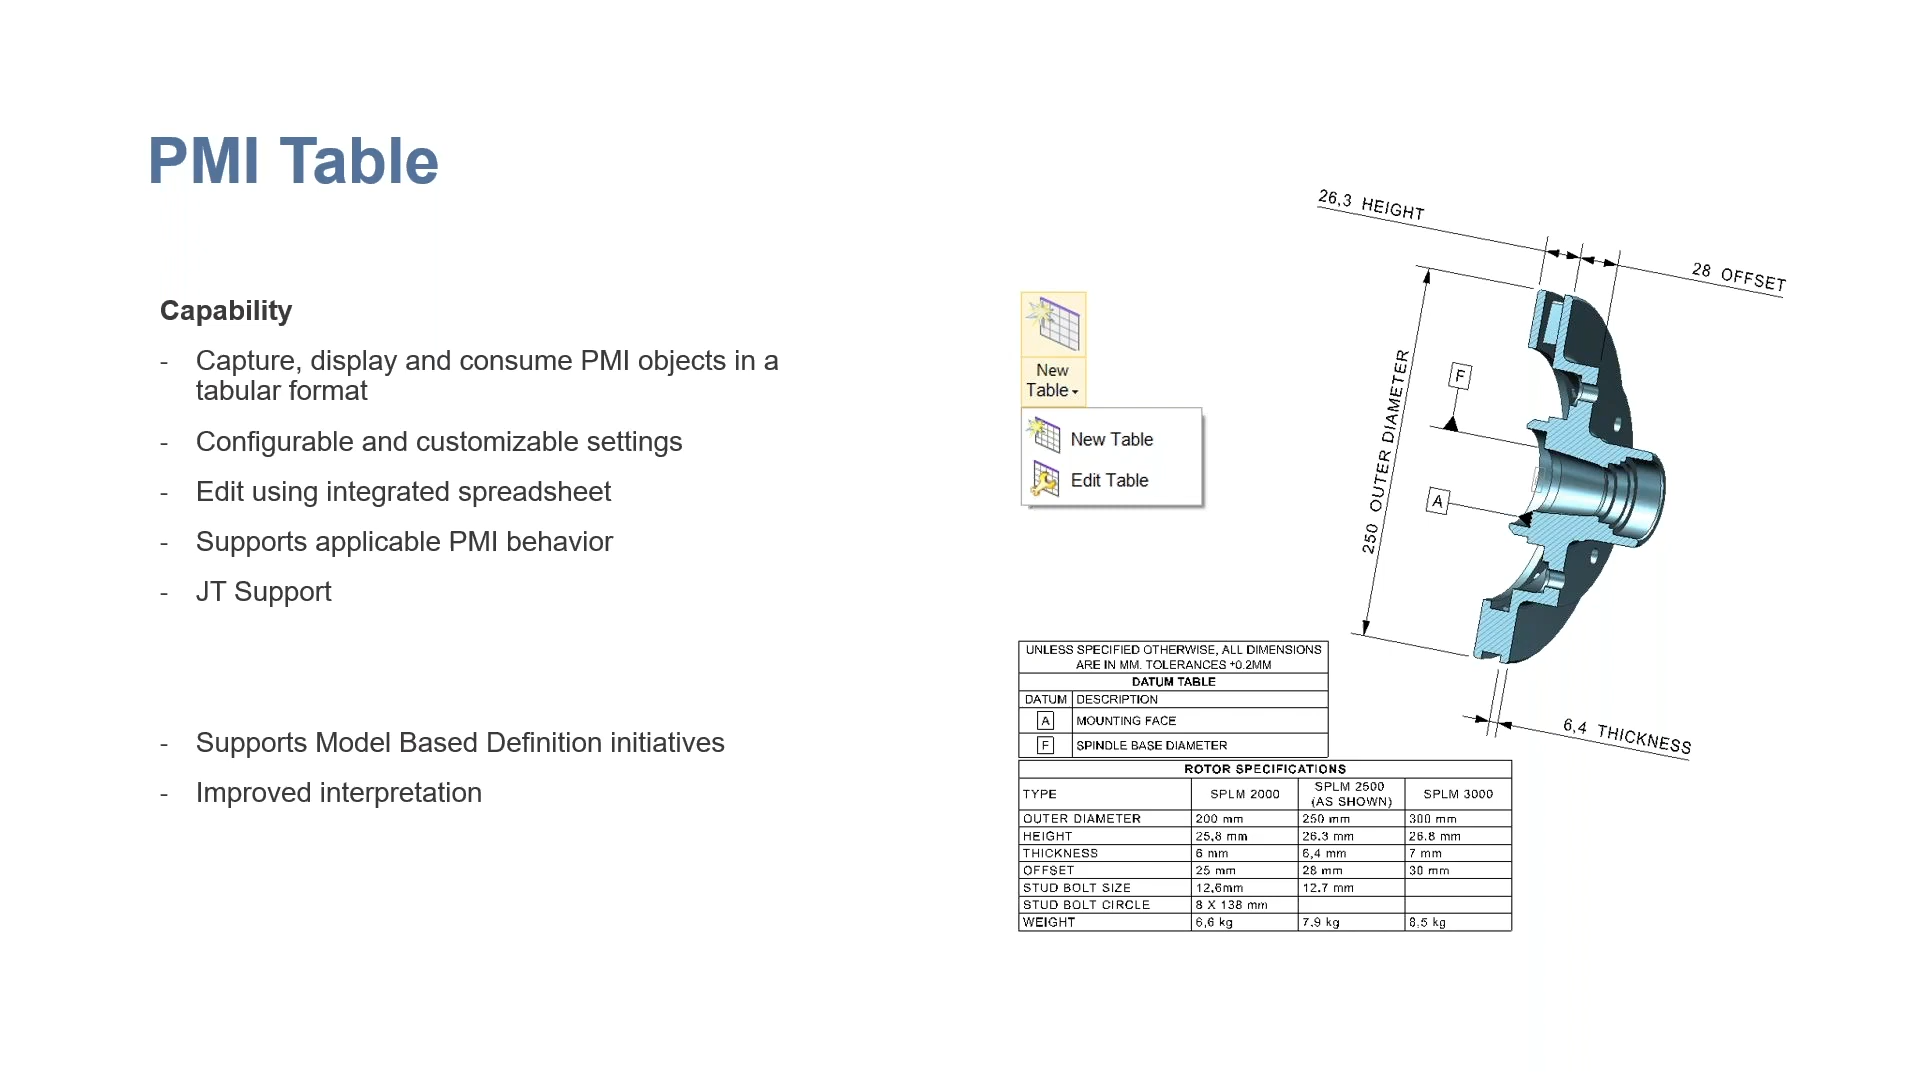 PMI Table
Capability
- Capture, display and consume PMI objects in a
tabular format
- Configurable and customizable settings
- Edit using integrated spreadsheet
- Supports applicable PMI behavior
- JT Support
- Supports Model Based Definition initiatives
- Improved interpretation
New
Table
New Table
Edit Table
26,3 HEIGHT
28 OFFSET
250 OUTER DIAMETER
F
A
6,4 THICKNESS
UNLESS SPECIFIED OTHERWISE, ALL DIMENSIONS
ARE IN MM. TOLERANCES ±0.2MM
DATUM TABLE
DATUM DESCRIPTION
A MOUNTING FACE
F SPINDLE BASE DIAMETER
ROTOR SPECIFICATIONS
TYPE SPLM 2000 SPLM 2500 (AS SHOWN) SPLM 3000
OUTER DIAMETER 200 mm 250 mm 300 mm
HEIGHT 25,8 mm 26.3 mm 26.8 mm
THICKNESS 6 mm 6,4 mm 7 mm
OFFSET 25 mm 28 mm 30 mm
STUD BOLT SIZE 12,6mm 12.7 mm
STUD BOLT CIRCLE 8 X 138 mm
WEIGHT 6,6 kg 7.9 kg 8,5 kg